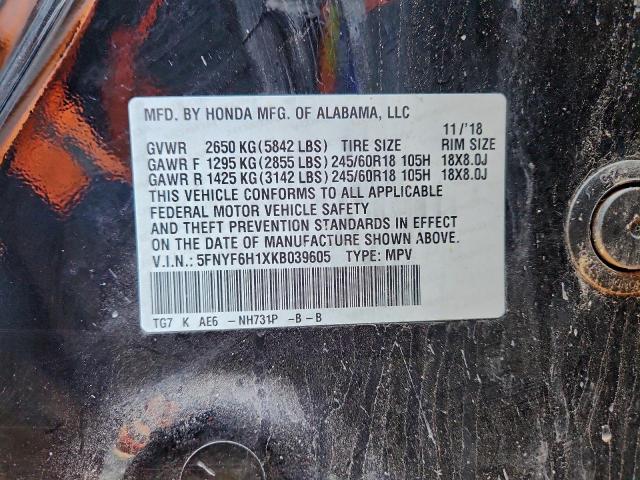 MFD. BY HONDA MFG. OF ALABAMA, LLC
11/'18
GVWR 2650 KG (5842 LBS) TIRE SIZE RIM SIZE
GAWR F 1295 KG (2855 LBS) 245/60R18 105H 18X8.0J
GAWR R 1425 KG (3142 LBS) 245/60R18 105H 18X8.0J
THIS VEHICLE CONFORMS TO ALL APPLICABLE
FEDERAL MOTOR VEHICLE SAFETY
AND THEFT PREVENTION STANDARDS IN EFFECT
ON THE DATE OF MANUFACTURE SHOWN ABOVE.
V.I.N.: 5FNYF6H1XKB039605 TYPE: MPV
TG7 K AE6 -NH731P -B-B